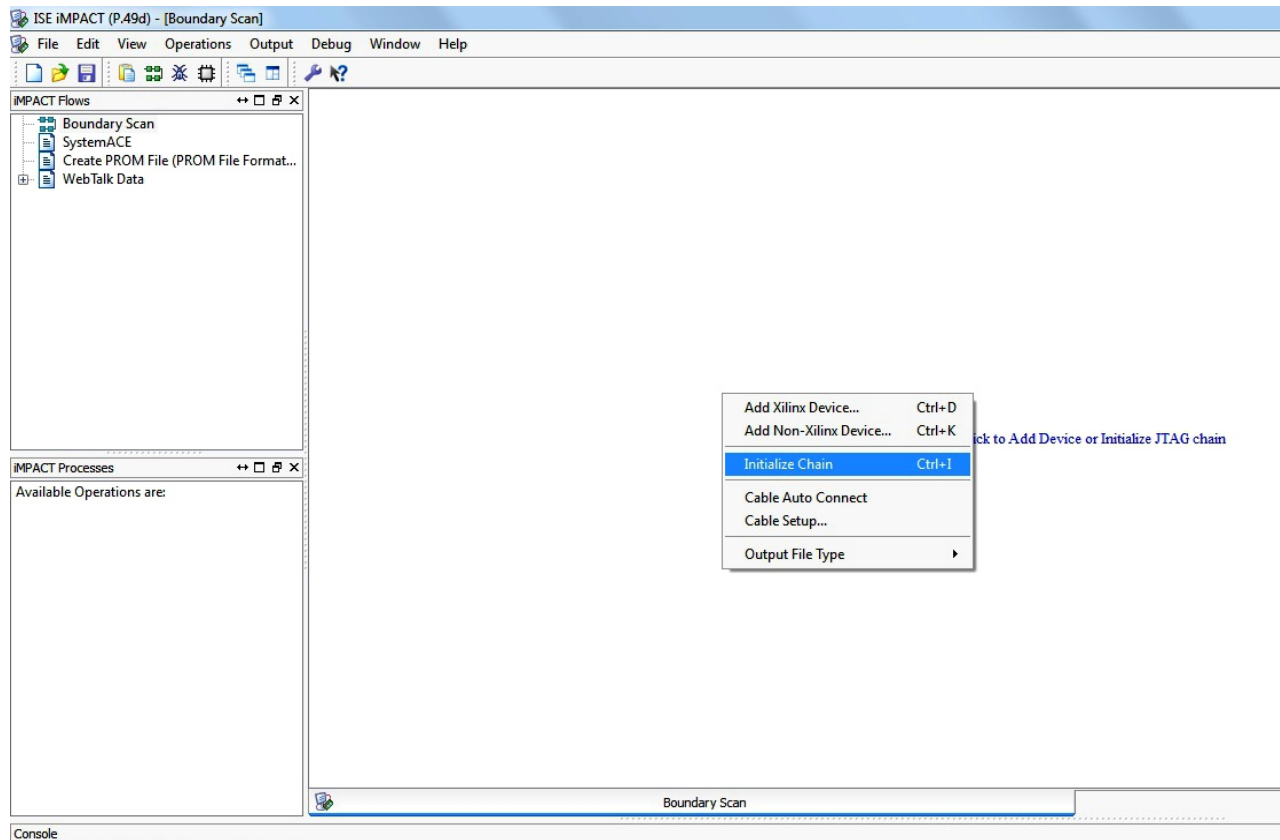 ISE iMPACT (P.49d) - [Boundary Scan]
File Edit View Operations Output Debug Window Help
iMPACT Flows
Boundary Scan
SystemACE
Create PROM File (PROM File Format...
WebTalk Data
Add Xilinx Device... Ctrl+D
Add Non-Xilinx Device... Ctrl+K
ick to Add Device or Initialize JTAG chain
Initialize Chain Ctrl+I
Cable Auto Connect
Cable Setup...
Output File Type
iMPACT Processes
Available Operations are:
Boundary Scan
Console